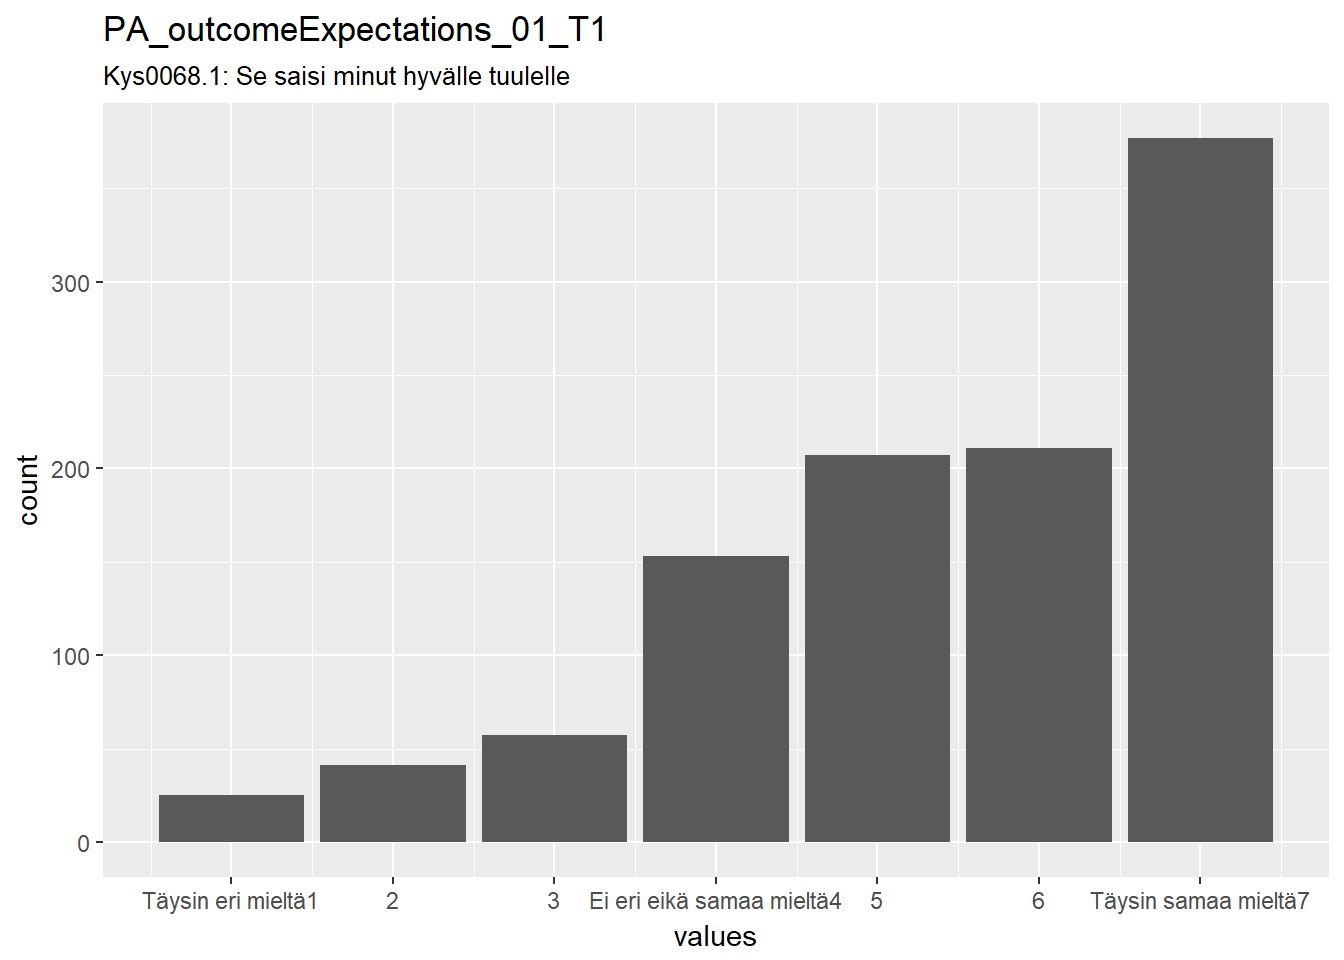 PA_outcomeExpectations_01_T1
Kys0068.1: Se saisi minut hyvälle tuulelle
300
200
100
0
count
Täysin eri mieltä1 2 3 Ei eri eikä samaa mieltä4 5 6 Täysin samaa mieltä7
values